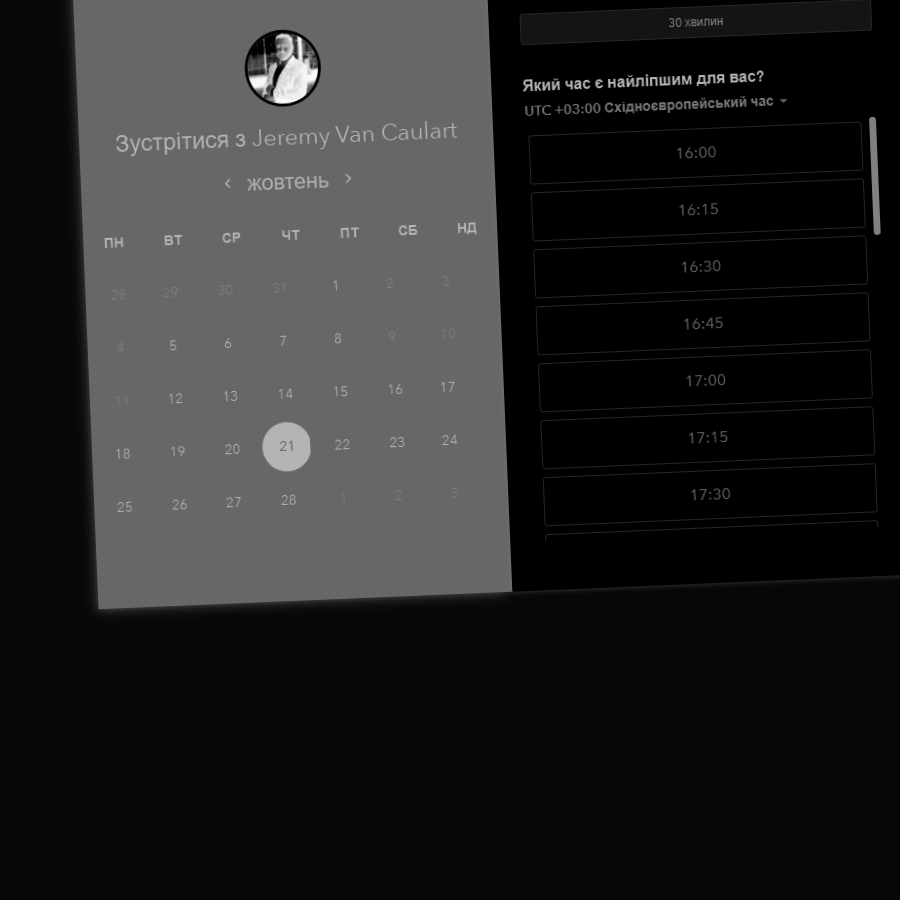 Зустрітися з Jeremy Van Caulart
‹ жовтень ›
ПН ВТ СР ЧТ ПТ СБ НД
28 29 30 31 1 2 3
4 5 6 7 8 9 10
11 12 13 14 15 16 17
18 19 20 21 22 23 24
25 26 27 28 1 2 3
30 хвилин
Який час є найліпшим для вас?
UTC +03:00 Східноєвропейський час
16:00
16:15
16:30
16:45
17:00
17:15
17:30